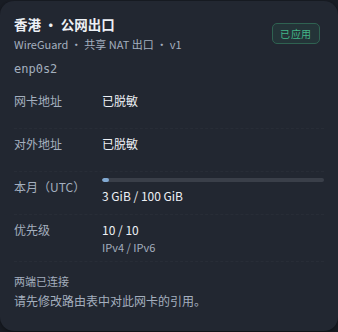 香港 · 公网出口
已应用
WireGuard · 共享 NAT 出口 · v1
enp0s2
网卡地址 已脱敏
对外地址 已脱敏
本月（UTC）
3 GiB / 100 GiB
优先级 10 / 10
IPv4 / IPv6
两端已连接
请先修改路由表中对此网卡的引用。